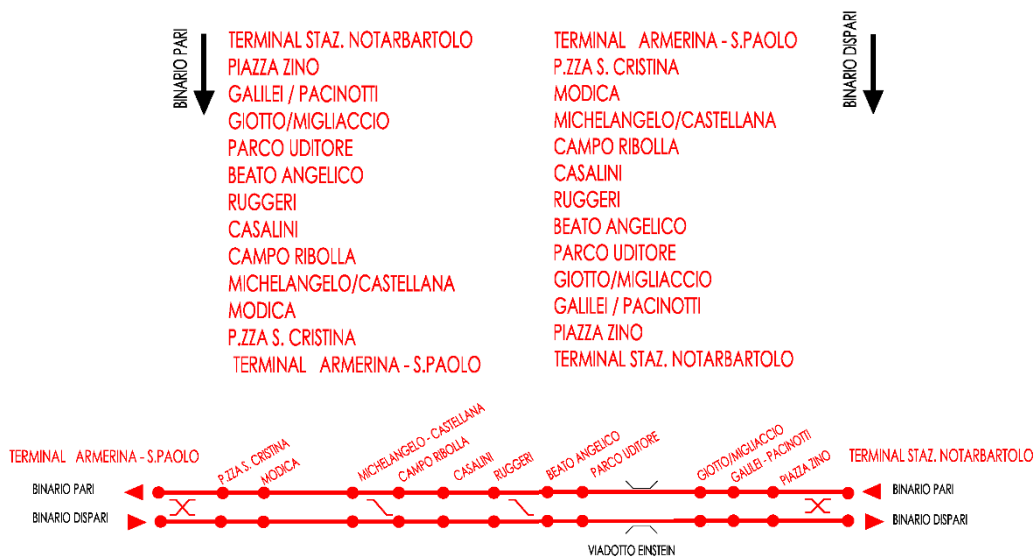 BINARIO PARI
TERMINAL STAZ. NOTARBARTOLO
PIAZZA ZINO
GALILEI / PACINOTTI
GIOTTO/MIGLIACCIO
PARCO UDITORE
BEATO ANGELICO
RUGGERI
CASALINI
CAMPO RIBOLLA
MICHELANGELO/CASTELLANA
MODICA
P.ZZA S. CRISTINA
TERMINAL ARMERINA - S.PAOLO
TERMINAL ARMERINA - S.PAOLO
P.ZZA S. CRISTINA
MODICA
MICHELANGELO/CASTELLANA
CAMPO RIBOLLA
CASALINI
RUGGERI
BEATO ANGELICO
PARCO UDITORE
GIOTTO/MIGLIACCIO
GALILEI / PACINOTTI
PIAZZA ZINO
TERMINAL STAZ. NOTARBARTOLO
BINARIO DISPARI
TERMINAL ARMERINA - S.PAOLO
P.ZZA S. CRISTINA
MODICA
MICHELANGELO - CASTELLANA
CAMPO RIBOLLA
CASALINI
RUGGERI
BEATO ANGELICO
PARCO UDITORE
GIOTTO/MIGLIACCIO
GALILEI - PACINOTTI
PIAZZA ZINO
TERMINAL STAZ. NOTARBARTOLO
BINARIO PARI
BINARIO PARI
BINARIO DISPARI
BINARIO DISPARI
VIADOTTO EINSTEIN